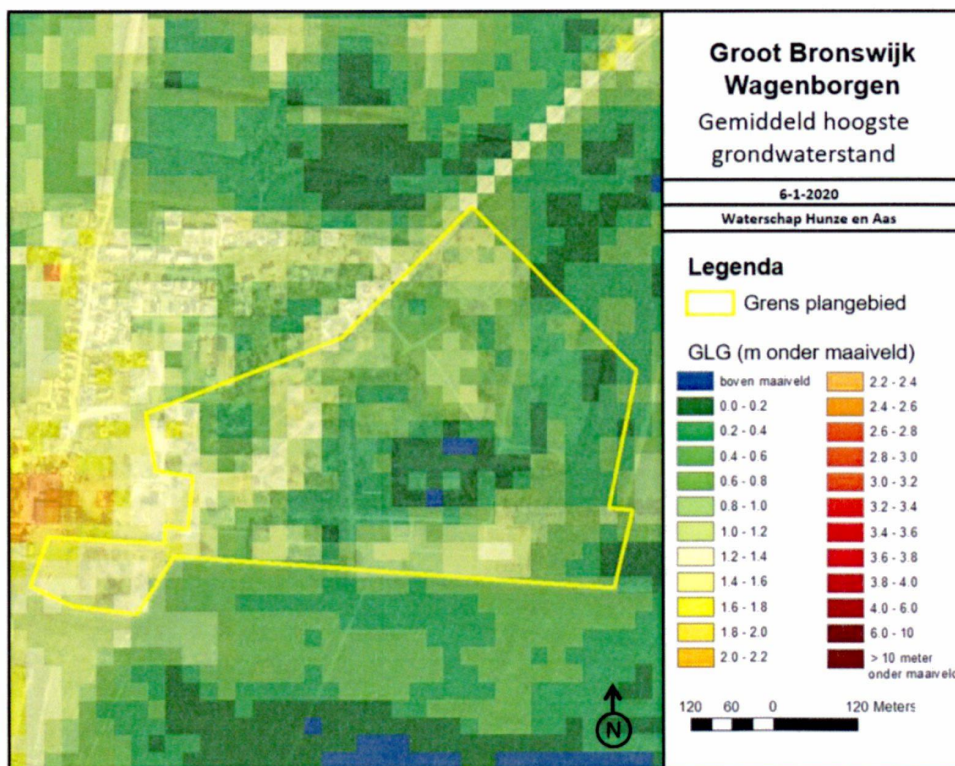 Groot Bronswijk
Wagenborgen
Gemiddeld hoogste
grondwaterstand
6-1-2020
Waterschap Hunze en Aas
Legenda
Grens plangebied
GLG (m onder maaiveld)
boven maaiveld
0.0 - 0.2
0.2 - 0.4
0.4 - 0.6
0.6 - 0.8
0.8 - 1.0
1.0 - 1.2
1.2 - 1.4
1.4 - 1.6
1.6 - 1.8
1.8 - 2.0
2.0 - 2.2
2.2 - 2.4
2.4 - 2.6
2.6 - 2.8
2.8 - 3.0
3.0 - 3.2
3.2 - 3.4
3.4 - 3.6
3.6 - 3.8
3.8 - 4.0
4.0 - 6.0
6.0 - 10
> 10 meter
onder maaiveld
120 60 0 120 Meters
N